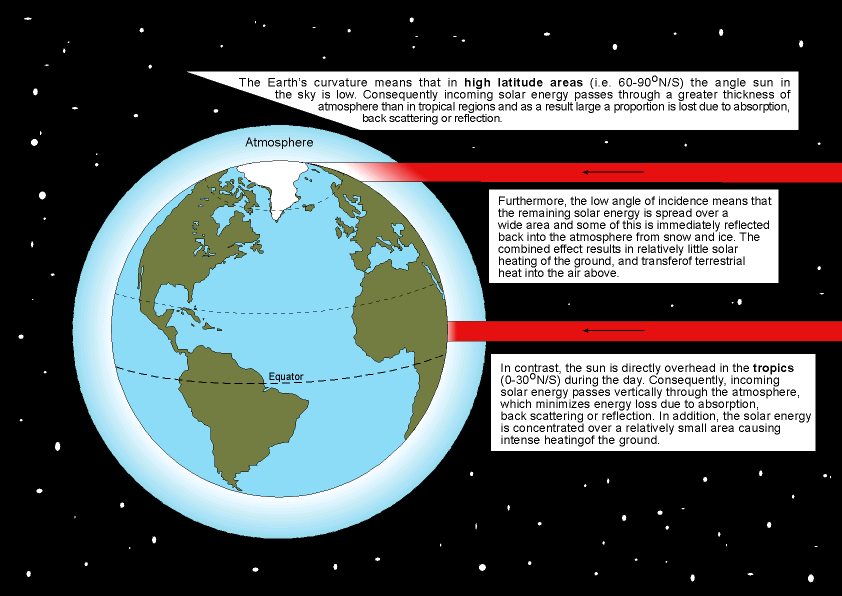 The Earth's curvature means that in high latitude areas (i.e. 60-90ON/S) the angle sun in
the sky is low. Consequently incoming solar energy passes through a greater thickness of
atmosphere than in tropical regions and as a result large a proportion is lost due to absorption,
back scattering or reflection.
Atmosphere
Furthermore, the low angle of incidence means that
the remaining solar energy is spread over a
wide area and some of this is immediately reflected
back into the atmosphere from snow and ice. The
combined effect results in relatively little solar
heating of the ground, and transferof terrestrial
heat into the air above.
Equator
In contrast, the sun is directly overhead in the tropics
(0-30ON/S) during the day. Consequently, incoming
solar energy passes vertically through the atmosphere,
which minimizes energy loss due to absorption,
back scattering or reflection. In addition, the solar energy
is concentrated over a relatively small area causing
intense heatingof the ground.